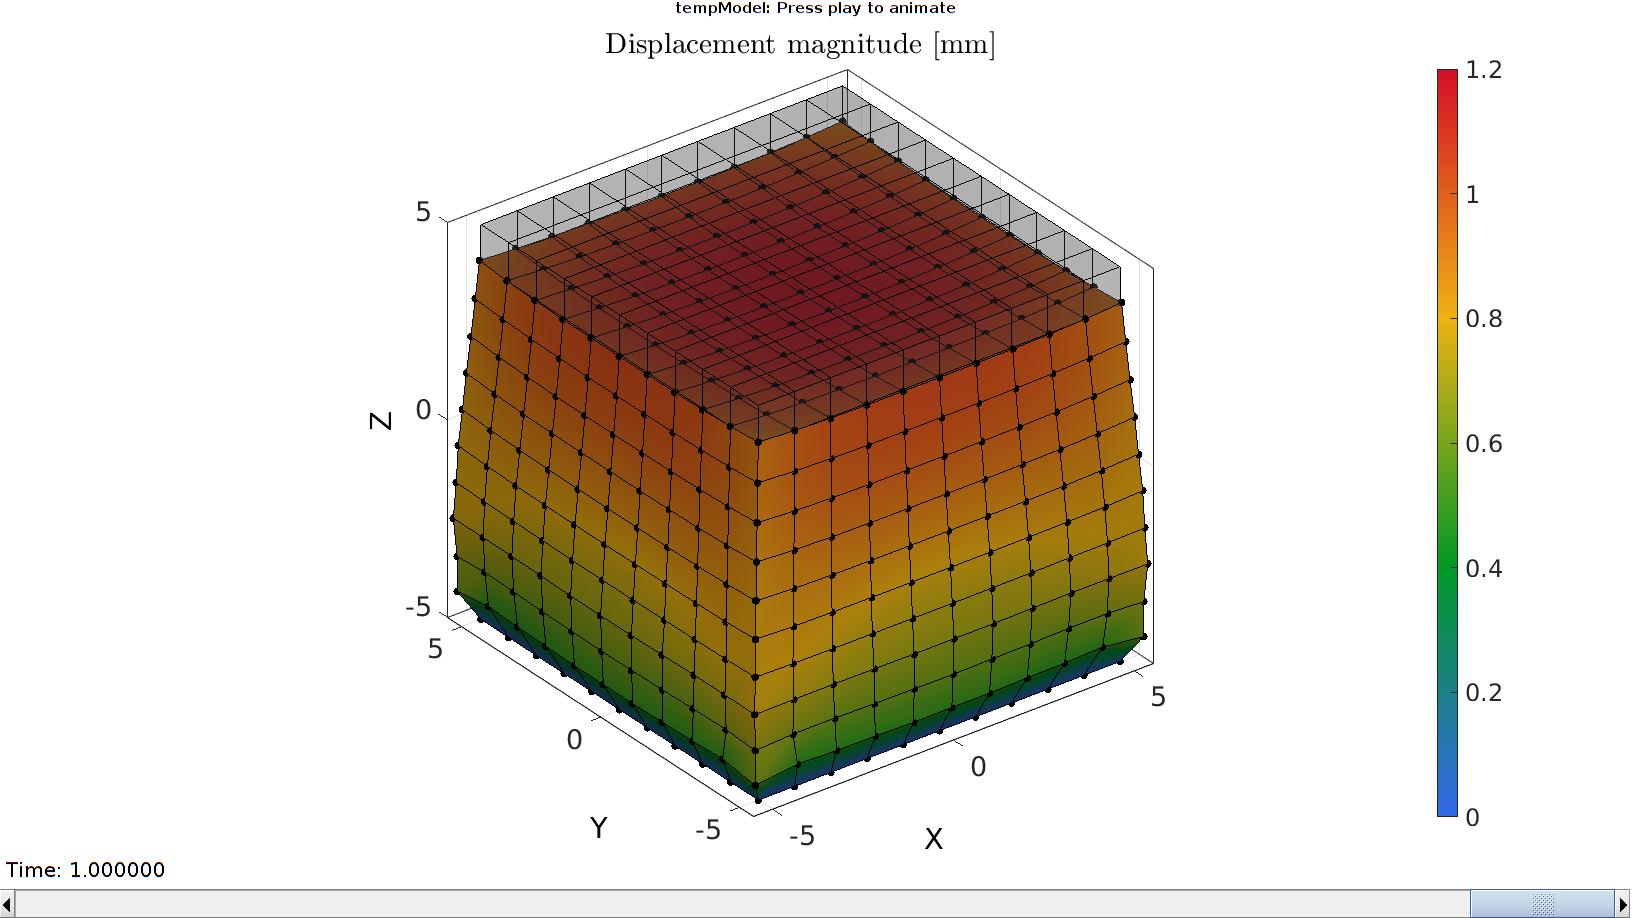 tempModel: Press play to animate
Displacement magnitude [mm]
1.2
1
0.8
0.6
0.4
0.2
0
5
0
-5
Z
5
0
-5
Y
-5
0
5
X
Time: 1.000000